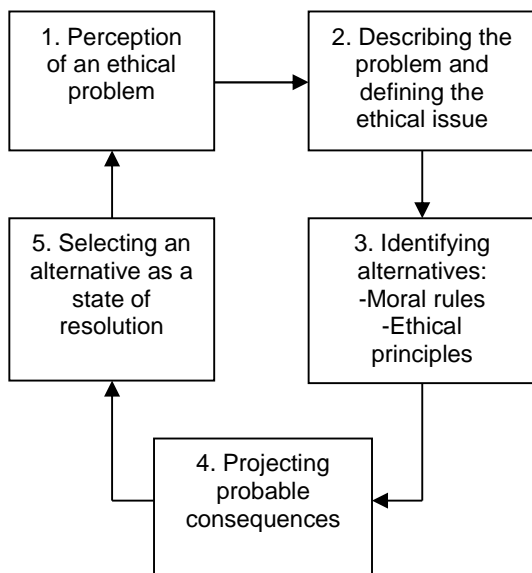 1. Perception
of an ethical
problem
2. Describing the
problem and
defining the
ethical issue
3. Identifying
alternatives:
-Moral rules
-Ethical
principles
4. Projecting
probable
consequences
5. Selecting an
alternative as a
state of
resolution